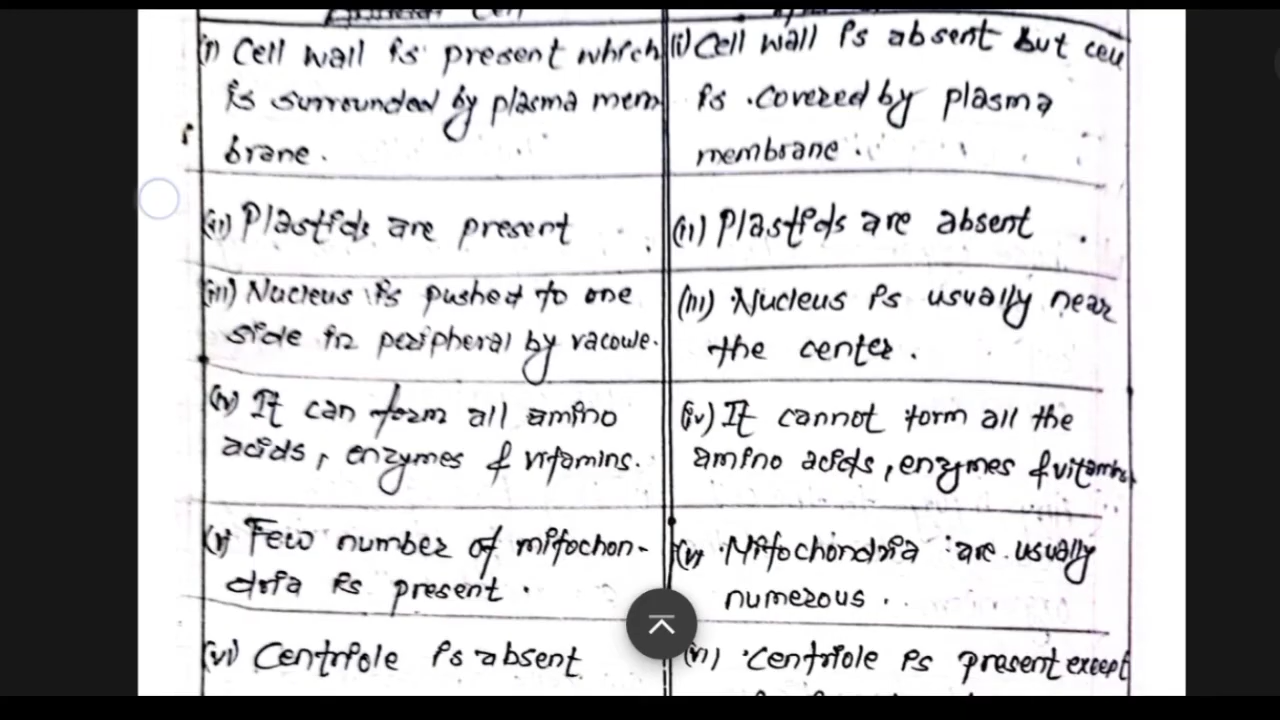 Cell
(i) Cell wall is present which
is surrounded by plasma mem
brane.
(i) Cell wall is absent but cell
is covered by plasma
membrane.
(ii) Plastids are present
(ii) Plastids are absent.
(iii) Nucleus is pushed to one
side in peripheral by vacoule.
(iii) Nucleus is usually near
the center.
(iv) It can form all amino
acids, enzymes & vitamins.
(iv) It cannot form all the
amino acids, enzymes & vitamins
(v) Few number of mitochon-
dria is present.
(v) Mitochondria are usually
numerous.
(vi) Centriole is absent
(vi) Centriole is present except